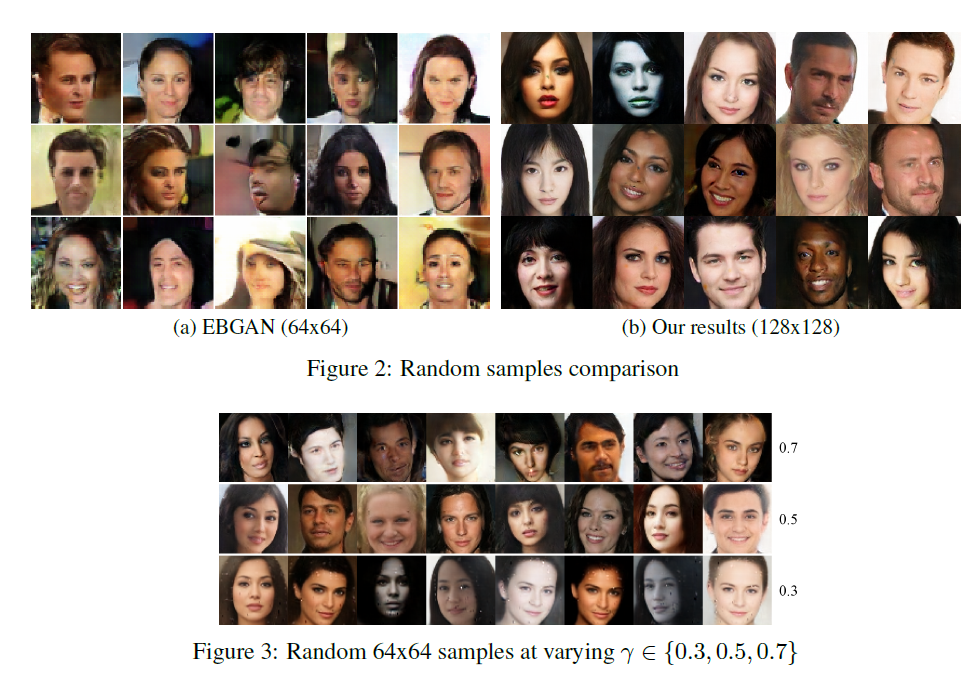 (a) EBGAN (64x64)
(b) Our results (128x128)
Figure 2: Random samples comparison
0.7
0.5
0.3
Figure 3: Random 64x64 samples at varying γ ∈ {0.3, 0.5, 0.7}